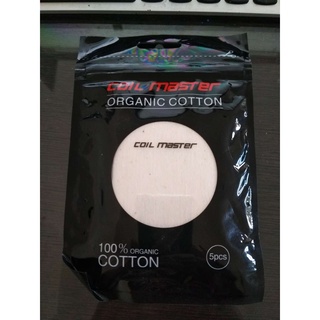 COIL MASTER
ORGANIC COTTON
COIL MASTER
100% ORGANIC
COTTON
5pcs